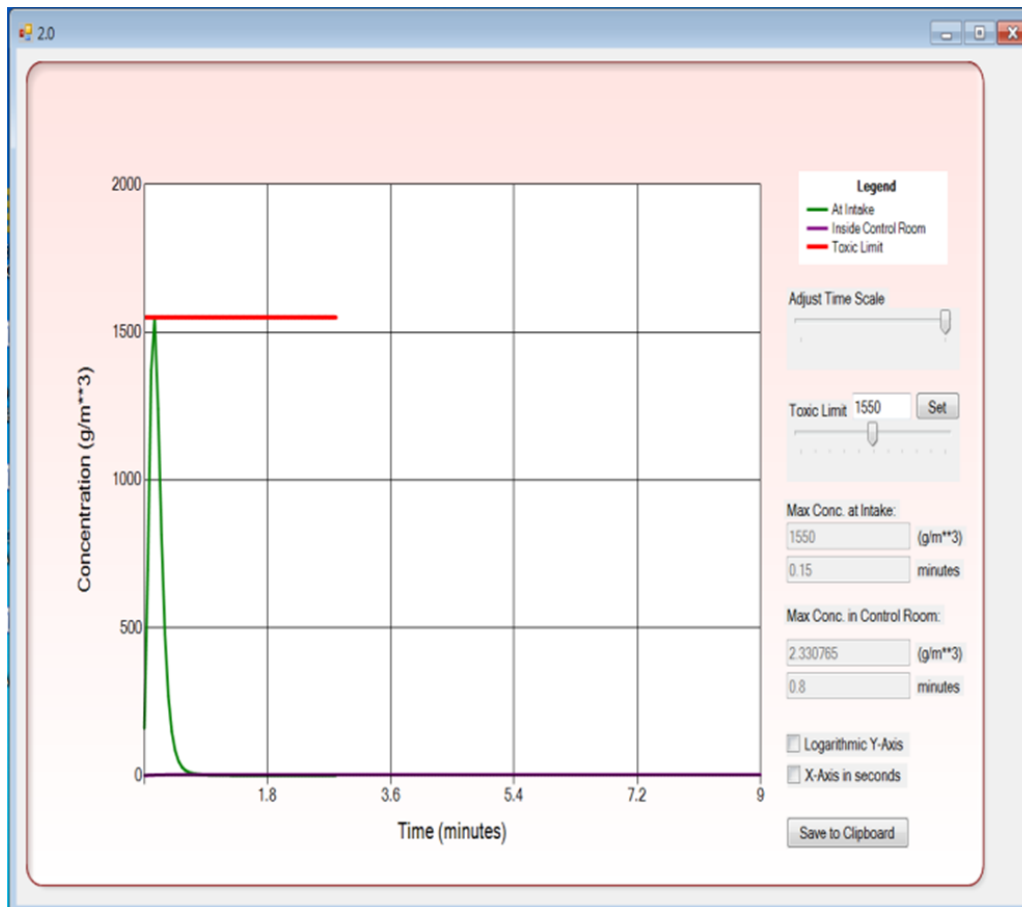 2.0
2000
1500
1000
500
0
1.8 3.6 5.4 7.2 9
Concentration (g/m**3)
Time (minutes)
Legend
At Intake
Inside Control Room
Toxic Limit
Adjust Time Scale
Toxic Limit 1550 Set
Max Conc. at Intake:
1550 (g/m**3)
0.15 minutes
Max Conc. in Control Room:
2.330765 (g/m**3)
0.8 minutes
Logarithmic Y-Axis
X-Axis in seconds
Save to Clipboard